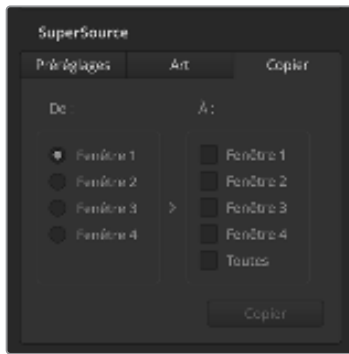 SuperSource
Préréglages Art Copier
De : À :
Fenêtre 1 Fenêtre 1
Fenêtre 2 Fenêtre 2
Fenêtre 3 > Fenêtre 3
Fenêtre 4 Fenêtre 4
Toutes
Copier